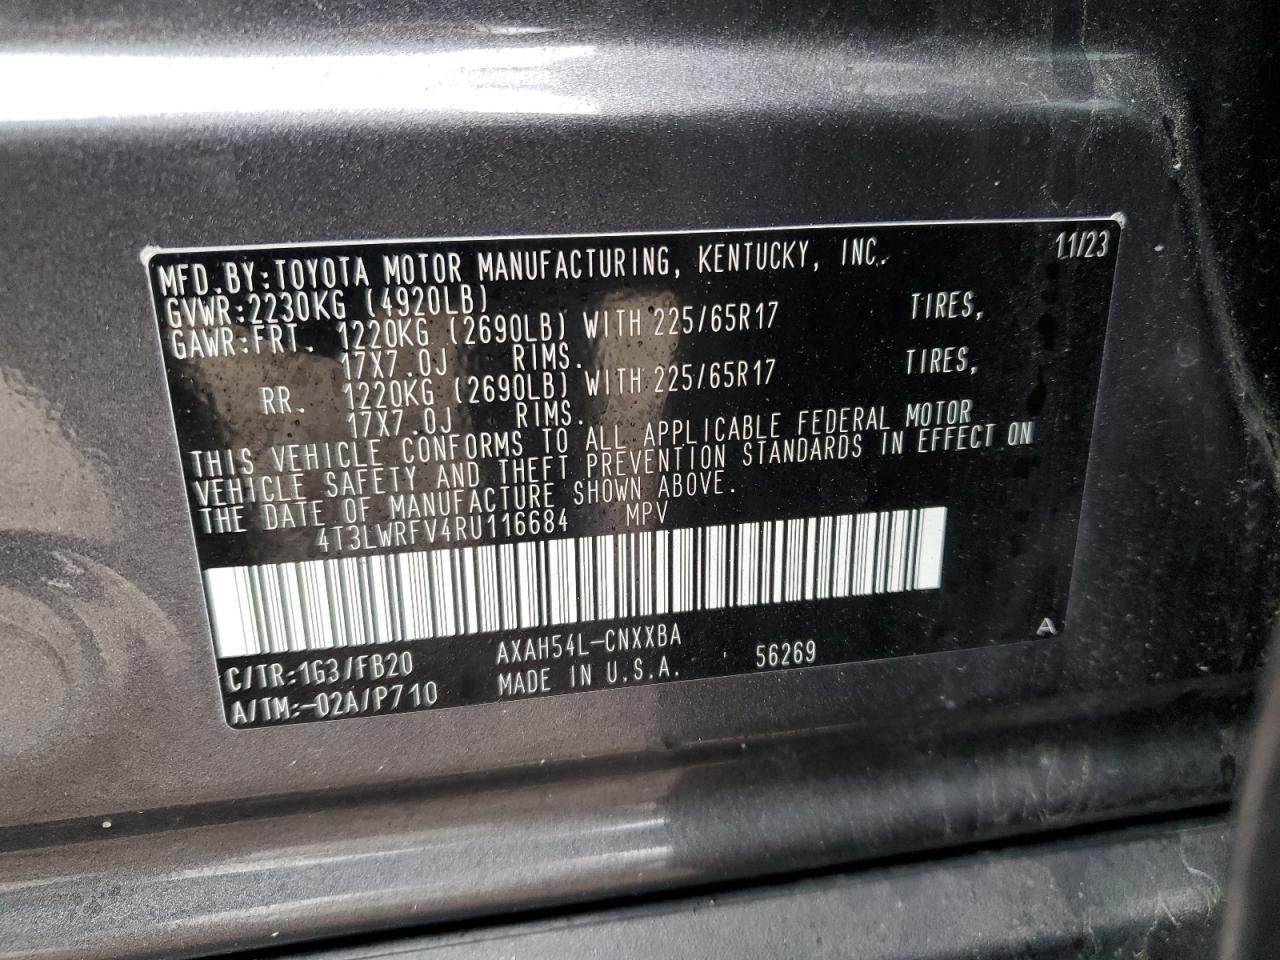 MFD.BY:TOYOTA MOTOR MANUFACTURING, KENTUCKY, INC. 11/23
GVWR:2230KG (4920LB)
GAWR:FRT. 1220KG (2690LB) WITH 225/65R17 TIRES,
17X7.0J RIMS.
RR. 1220KG (2690LB) WITH 225/65R17 TIRES,
17X7.0J RIMS.
THIS VEHICLE CONFORMS TO ALL APPLICABLE FEDERAL MOTOR
VEHICLE SAFETY AND THEFT PREVENTION STANDARDS IN EFFECT ON
THE DATE OF MANUFACTURE SHOWN ABOVE.
4T3LWRFV4RU116684 MPV
C/TR:1G3/FB20 AXAH54L-CNXXBA 56269 A
A/TM:-02A/P710 MADE IN U.S.A.